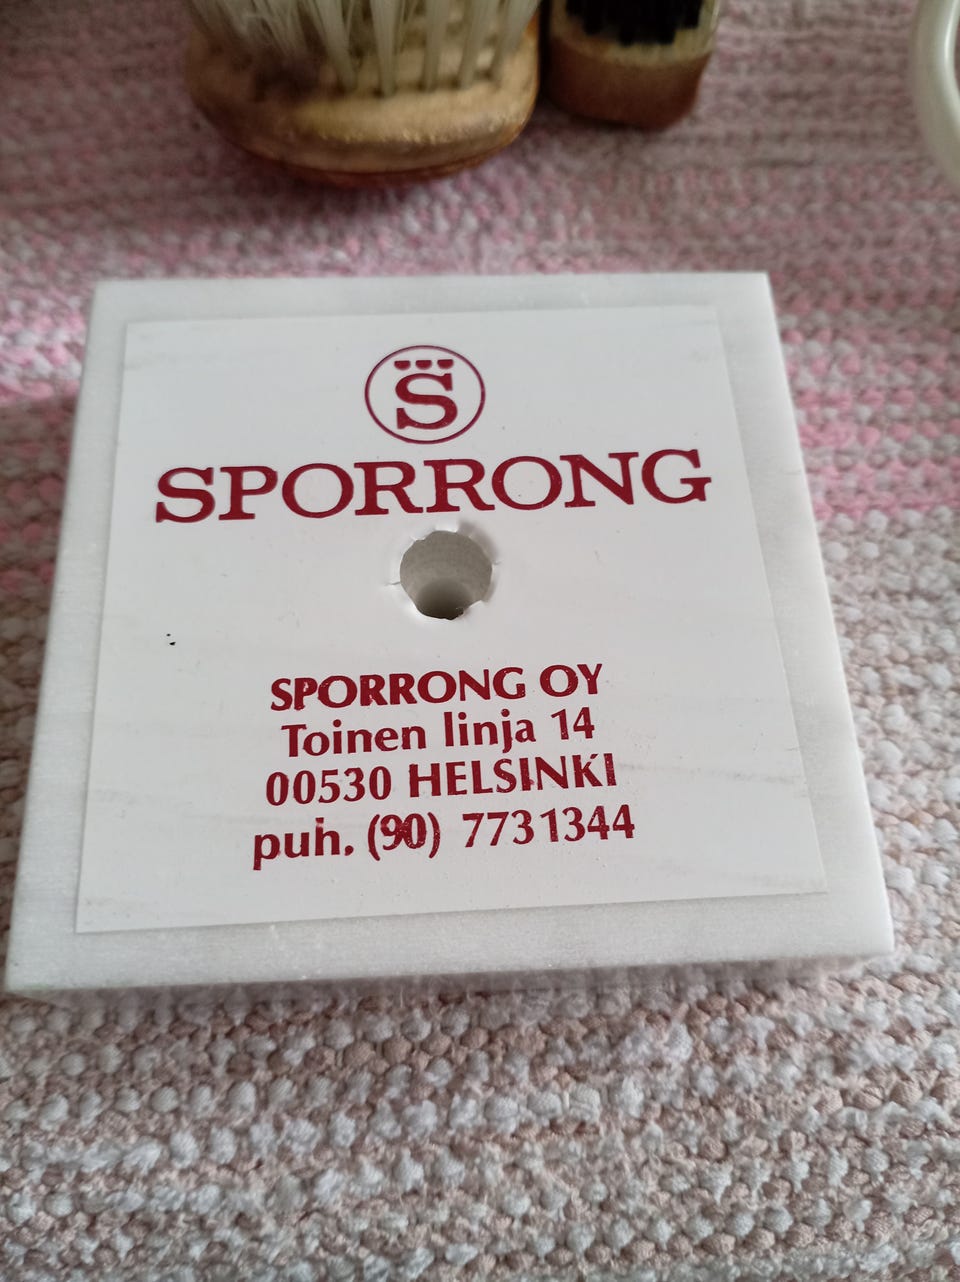 S
SPORRONG
SPORRONG OY
Toinen linja 14
00530 HELSINKI
puh. (90) 7731344